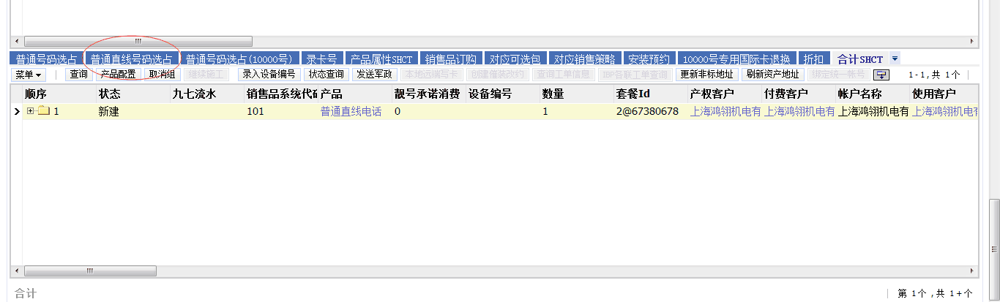 普通号码选占 普通直线号码选占 普通号码选占(10000号) 录卡号 产品属性SHCT 销售品订购 对应可选包 对应销售策略 安装预约 10000号专用国际卡退换 折扣 合计SHCT
菜单 查询 产品配置 取消组 继续施工 录入设备编号 状态查询 发送军政 本地远端写卡 创建催装改约 查询工单信息 IBP各联工单查询 更新非标地址 刷新资产地址 绑定统一帐号 1-1,共 1个
顺序 状态 九七流水 销售品系统代码 产品 靓号承诺消费 设备编号 数量 套餐Id 产权客户 付费客户 帐户名称 使用客户
1 新建 101 普通直线电话 0 1 2@67380678 上海鸿翎机电有 上海鸿翎机电有 上海鸿翎机电有 上海鸿翎机电有
合计 第 1个 ,共 1+个